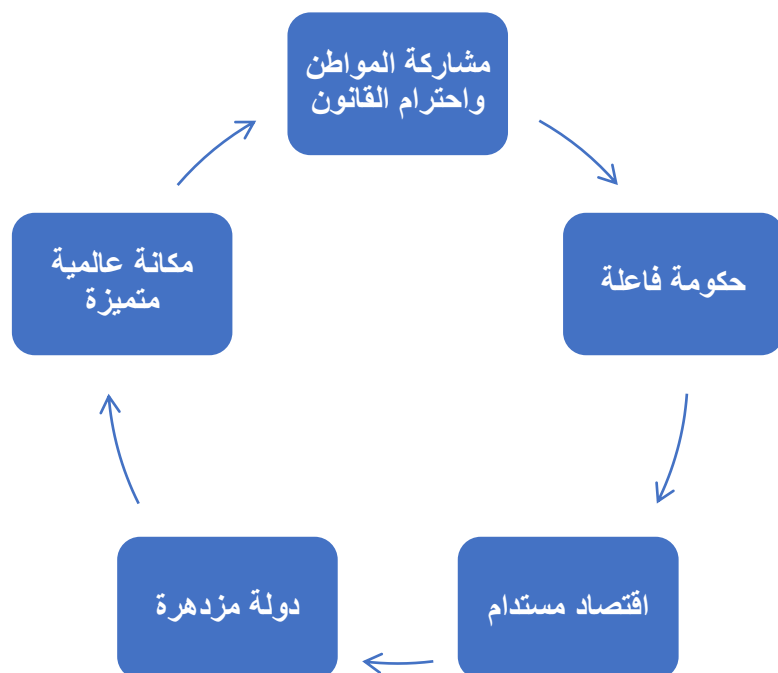 مشاركة المواطن
واحترام القانون
حكومة فاعلة
اقتصاد مستدام
دولة مزدهرة
مكانة عالمية
متميزة